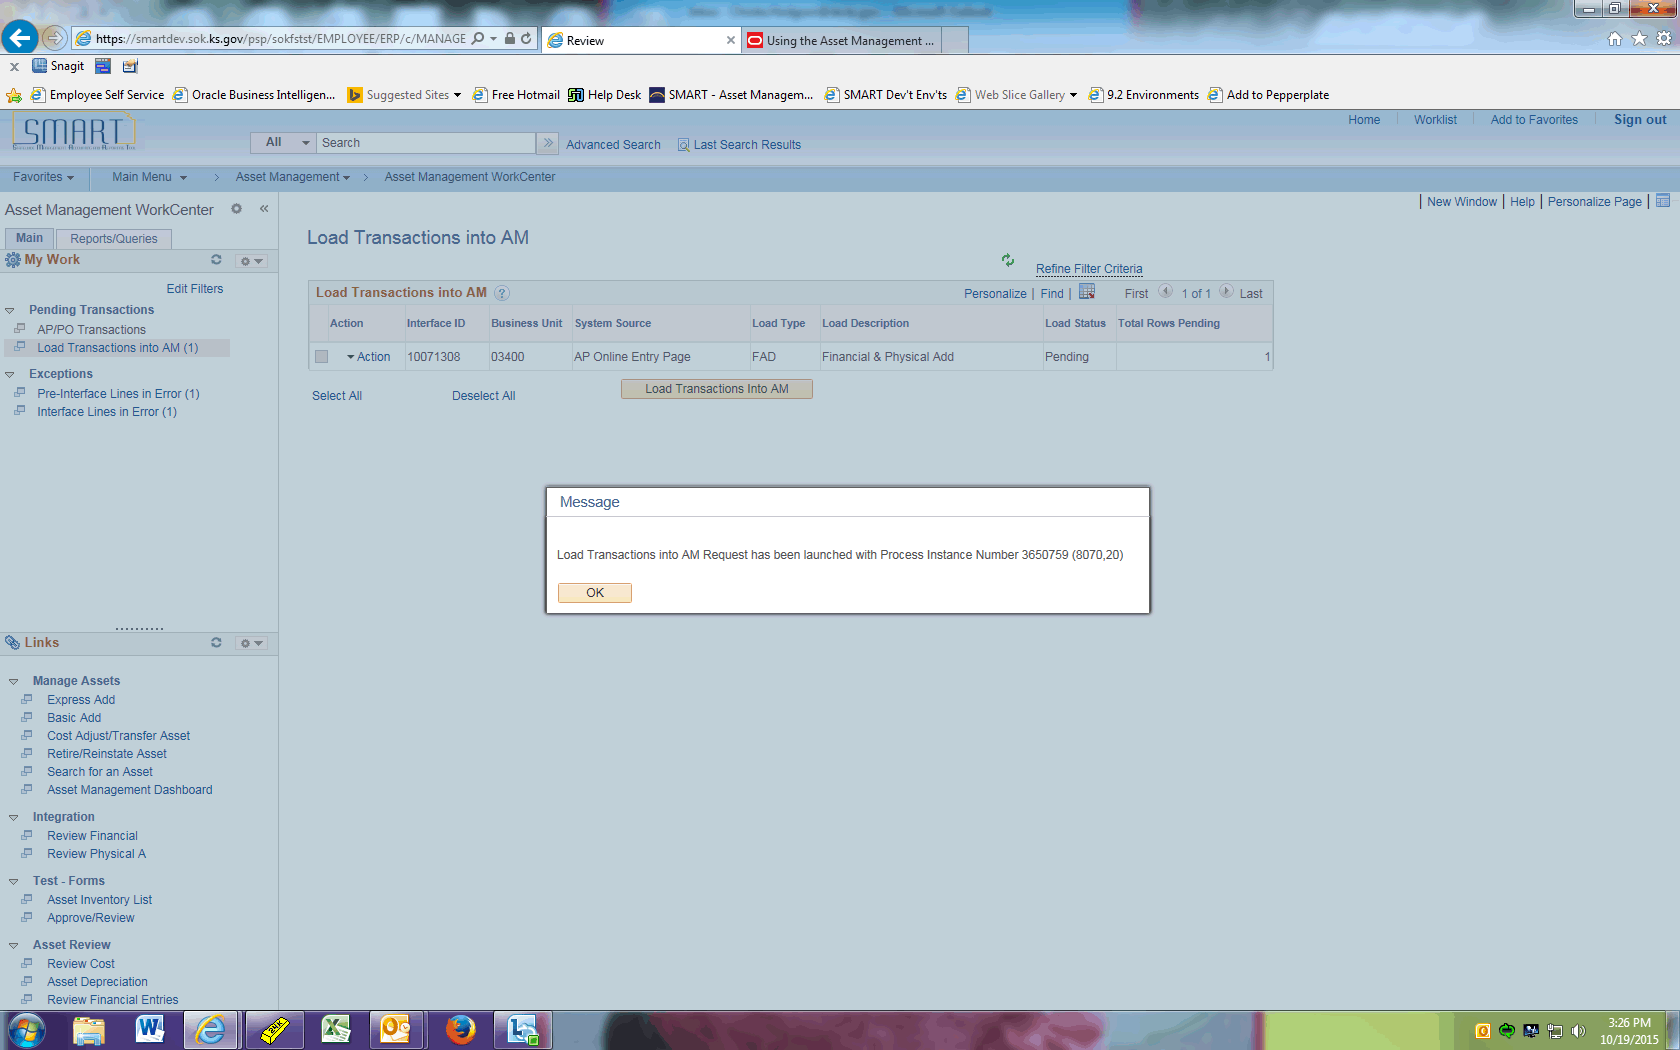 https://smartdev.sok.ks.gov/psp/sokfstst/EMPLOYEE/ERP/c/MANAGE
Review
Using the Asset Management ...
Snagit
Employee Self Service
Oracle Business Intelligen...
Suggested Sites
Free Hotmail
Help Desk
SMART - Asset Managem...
SMART Dev't Env'ts
Web Slice Gallery
9.2 Environments
Add to Pepperplate
SMART
Home
Worklist
Add to Favorites
Sign out
All
Search
Advanced Search
Last Search Results
Favorites
Main Menu
Asset Management
Asset Management WorkCenter
New Window
Help
Personalize Page
Asset Management WorkCenter
Main
Reports/Queries
My Work
Edit Filters
Pending Transactions
AP/PO Transactions
Load Transactions into AM (1)
Exceptions
Pre-Interface Lines in Error (1)
Interface Lines in Error (1)
Links
Manage Assets
Express Add
Basic Add
Cost Adjust/Transfer Asset
Retire/Reinstate Asset
Search for an Asset
Asset Management Dashboard
Integration
Review Financial
Review Physical A
Test - Forms
Asset Inventory List
Approve/Review
Asset Review
Review Cost
Asset Depreciation
Review Financial Entries
Load Transactions into AM
Refine Filter Criteria
Load Transactions into AM
Personalize | Find |
First 1 of 1 Last
Action Interface ID Business Unit System Source Load Type Load Description Load Status Total Rows Pending
Action 10071308 03400 AP Online Entry Page FAD Financial & Physical Add Pending 1
Select All
Deselect All
Load Transactions Into AM
Message
Load Transactions into AM Request has been launched with Process Instance Number 3650759 (8070,20)
OK
3:26 PM
10/19/2015